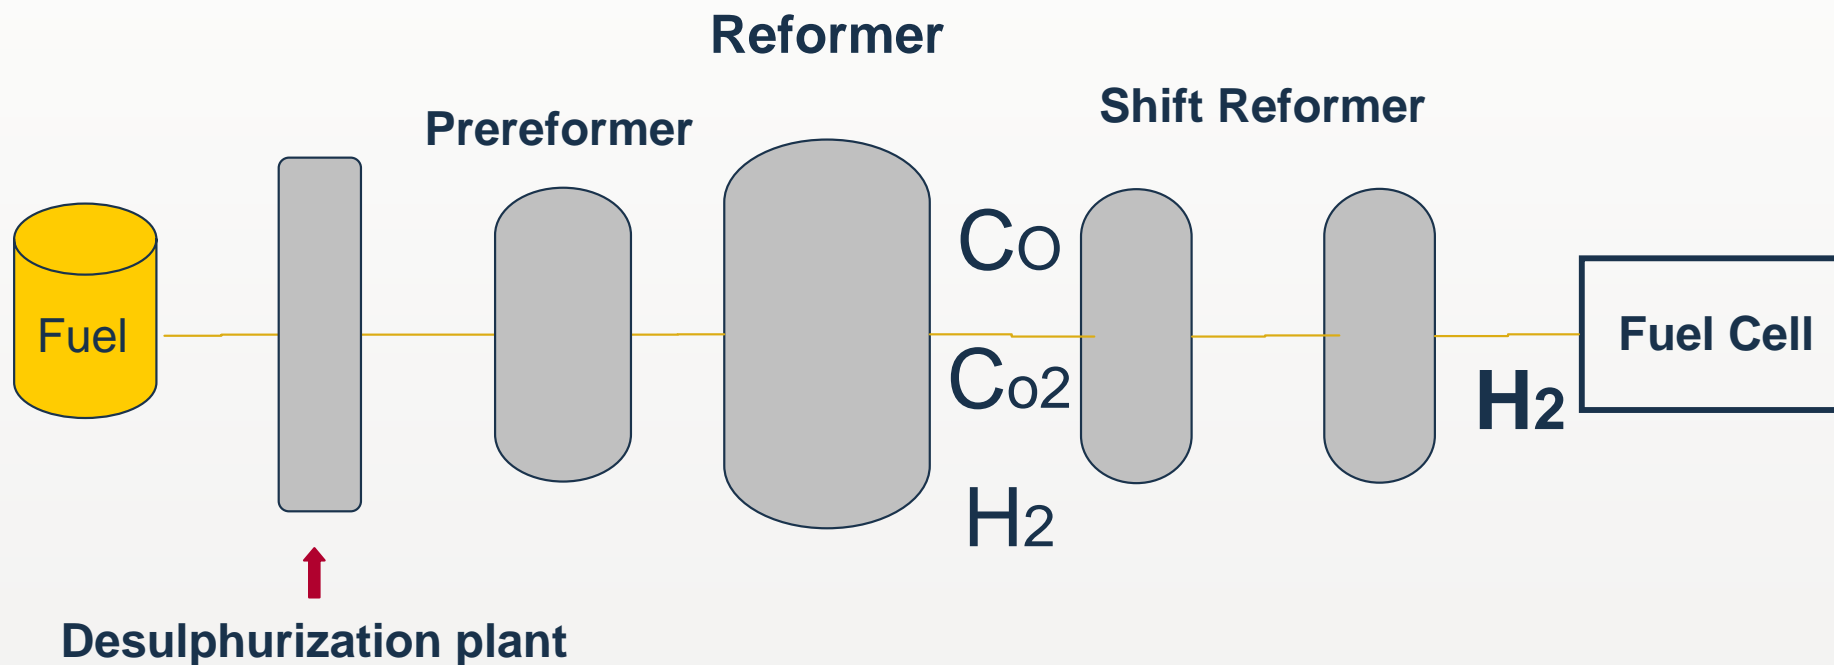 Reformer
Shift Reformer
Prereformer
Fuel
Co
Co2
H2
H2
Fuel Cell
Desulphurization plant